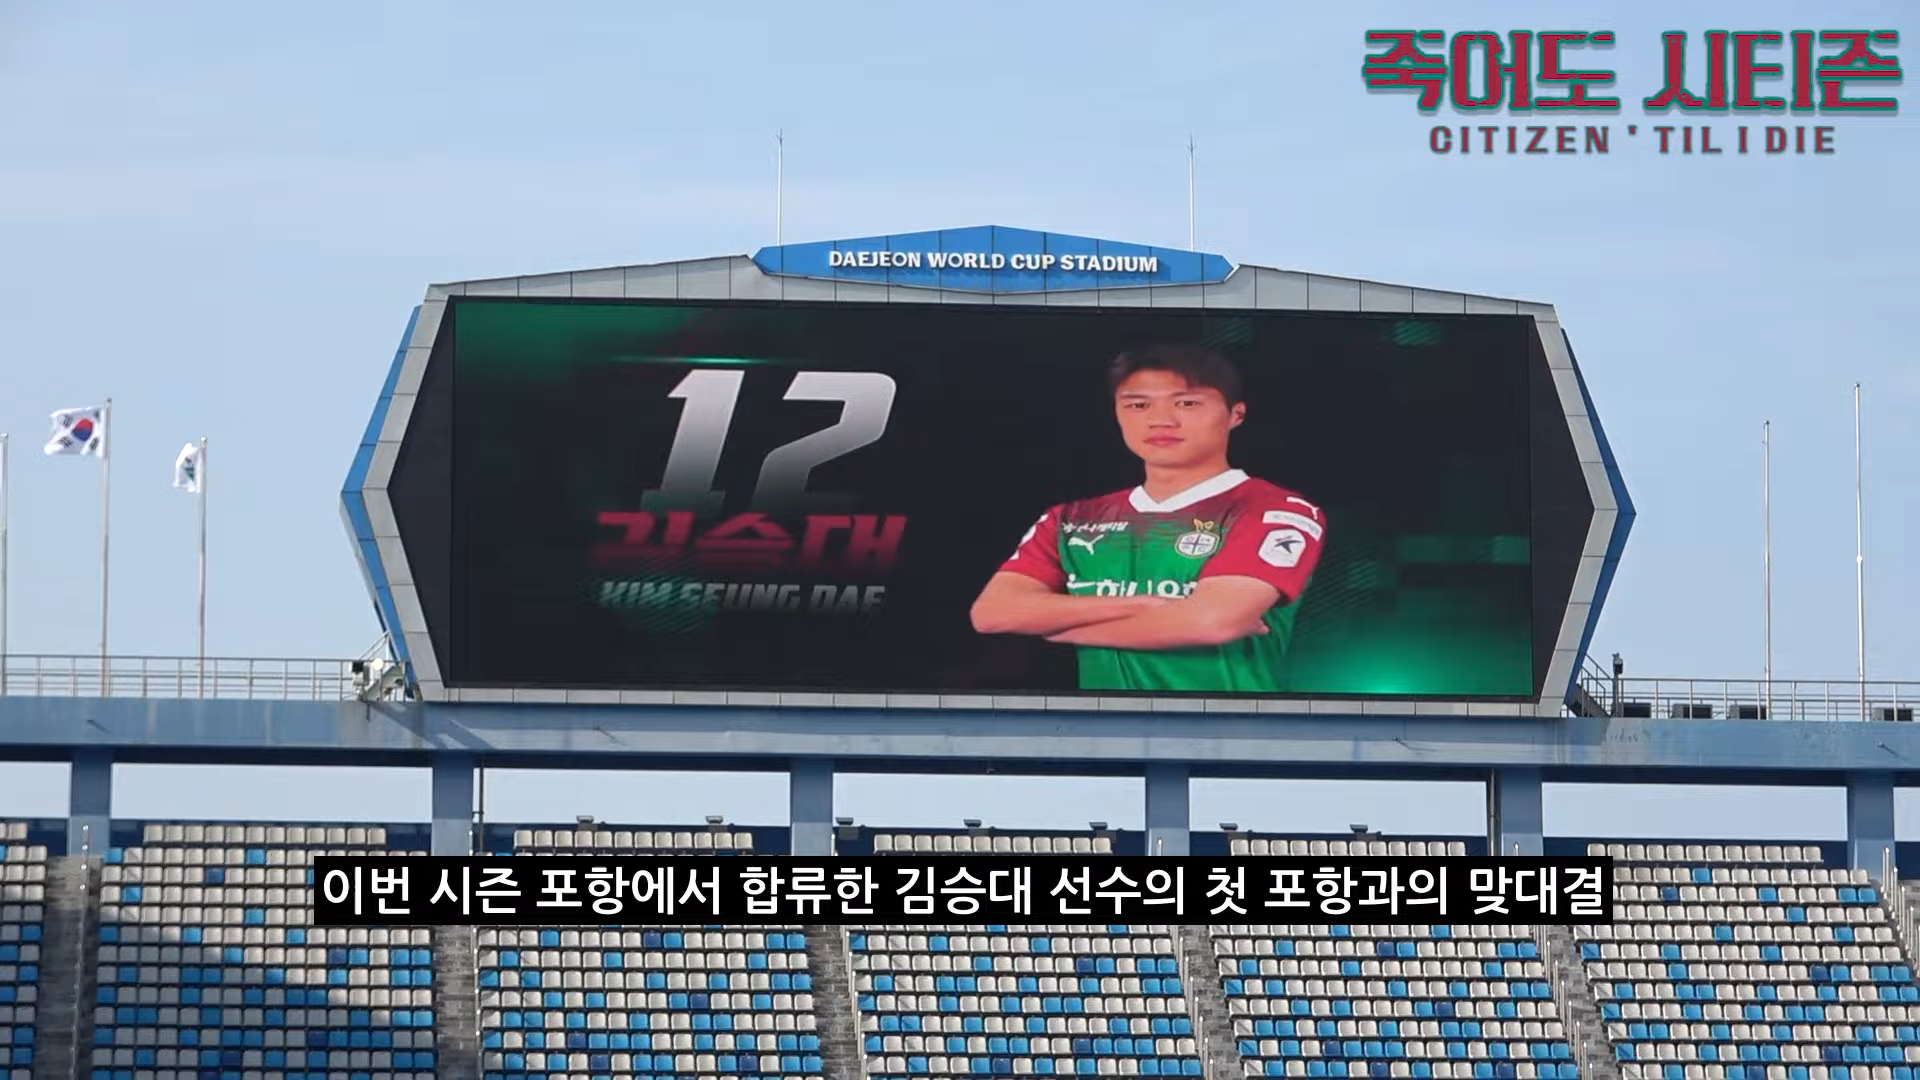 죽어도 시티즌
CITIZEN 'TIL I DIE
DAEJEON WORLD CUP STADIUM
12
김승대
KIM SEUNG DAE
이번 시즌 포항에서 합류한 김승대 선수의 첫 포항과의 맞대결